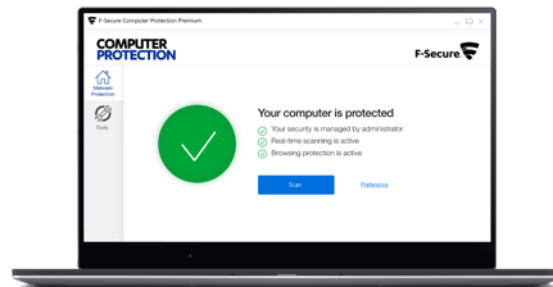 F-Secure Computer Protection Premium
COMPUTER
PROTECTION
F-Secure
Malware
Protection
Tools
Your computer is protected
Your security is managed by administrator
Real-time scanning is active
Browsing protection is active
Scan
Preference